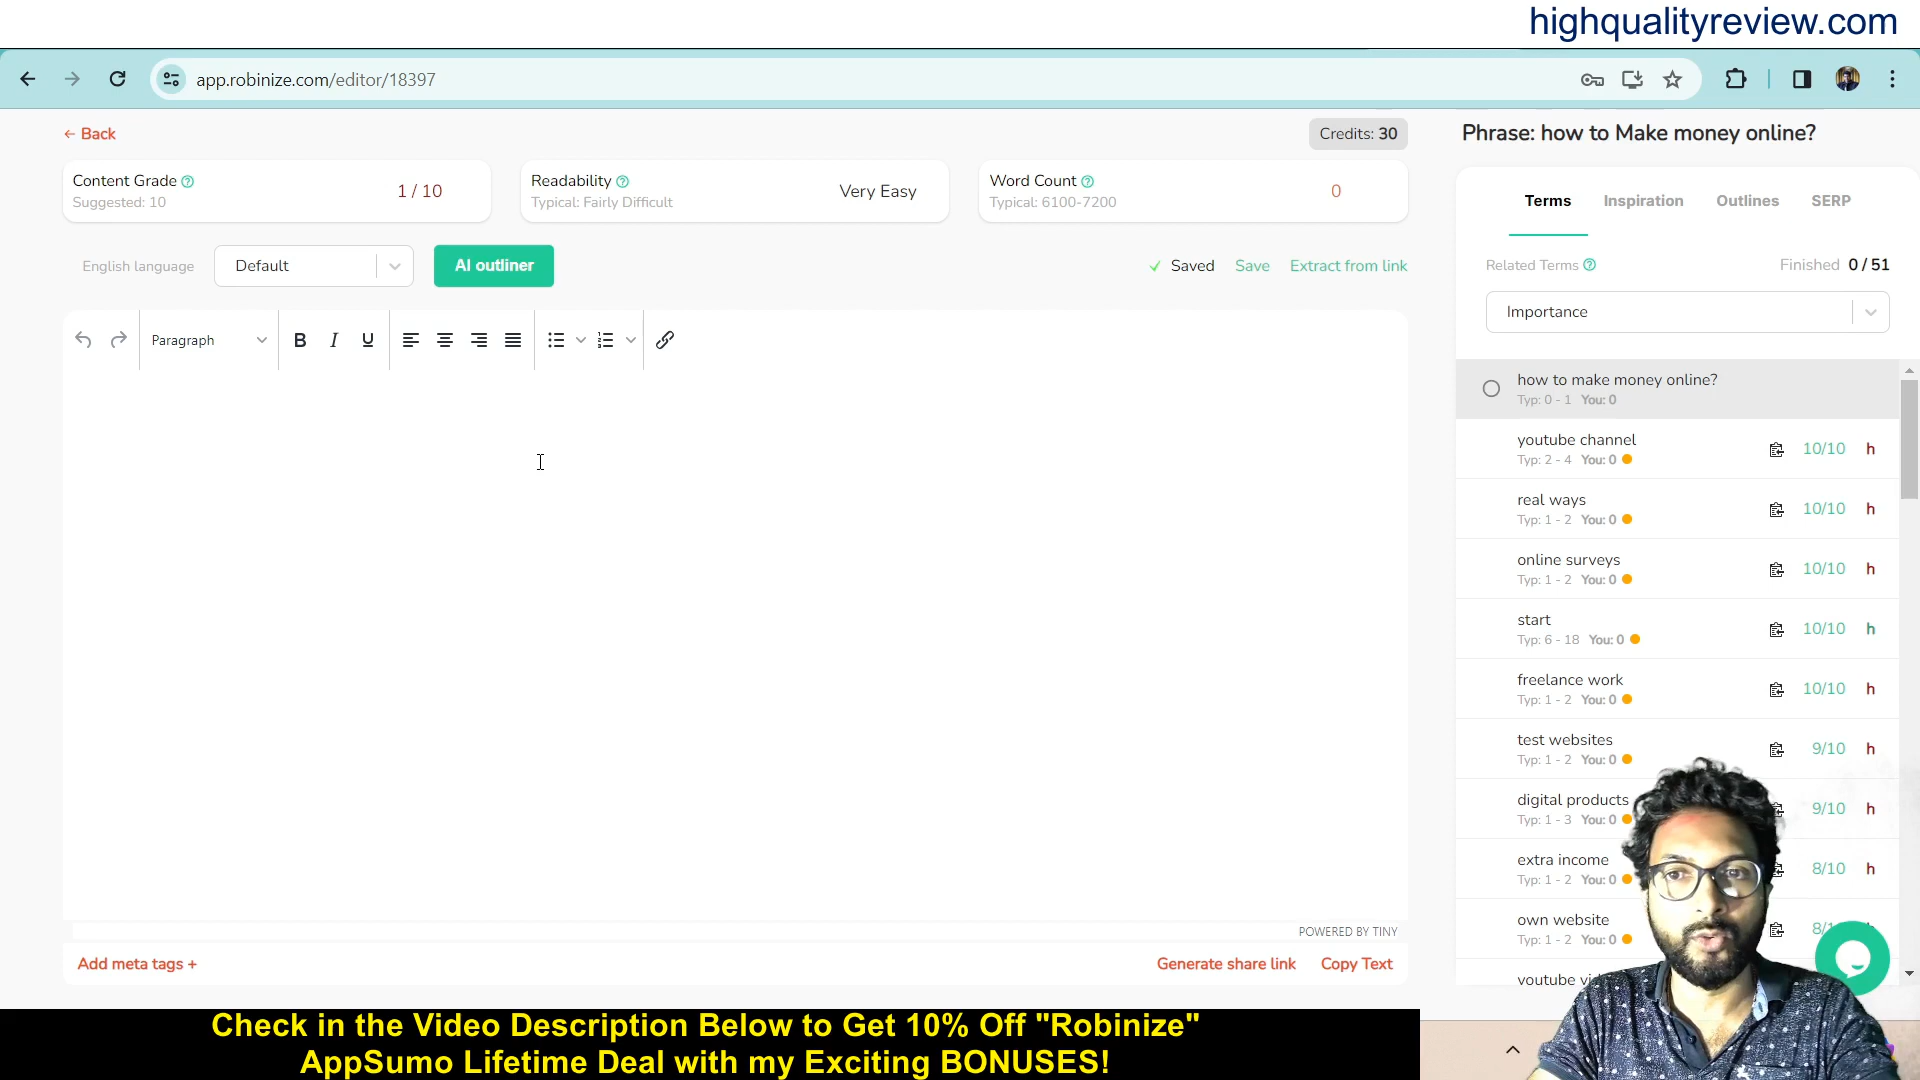 highqualityreview.com
app.robinize.com/editor/18397
← Back
Credits: 30
Phrase: how to Make money online?
Content Grade
Suggested: 10
1 / 10
Readability
Typical: Fairly Difficult
Very Easy
Word Count
Typical: 6100-7200
0
Terms
Inspiration
Outlines
SERP
English language
Default
AI outliner
✓ Saved
Save
Extract from link
Related Terms
Finished 0 / 51
Importance
Paragraph
B I U
how to make money online?
Typ: 0 - 1 You: 0
youtube channel
Typ: 2 - 4 You: 0
10/10 h
real ways
Typ: 1 - 2 You: 0
10/10 h
online surveys
Typ: 1 - 2 You: 0
10/10 h
start
Typ: 6 - 18 You: 0
10/10 h
freelance work
Typ: 1 - 2 You: 0
10/10 h
test websites
Typ: 1 - 2 You: 0
9/10 h
digital products
Typ: 1 - 3 You: 0
9/10 h
extra income
Typ: 1 - 2 You: 0
8/10 h
own website
Typ: 1 - 2 You: 0
youtube
POWERED BY TINY
Add meta tags +
Generate share link
Copy Text
Check in the Video Description Below to Get 10% Off "Robinize"
AppSumo Lifetime Deal with my Exciting BONUSES!